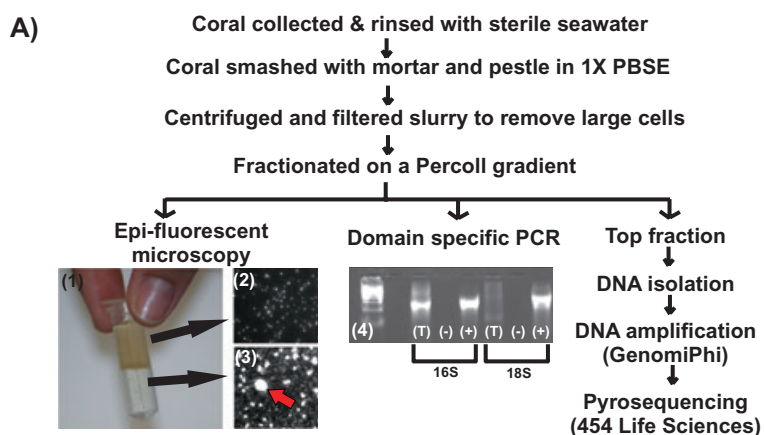 A)
Coral collected & rinsed with sterile seawater
Coral smashed with mortar and pestle in 1X PBSE
Centrifuged and filtered slurry to remove large cells
Fractionated on a Percoll gradient
Epi-fluorescent
microscopy
(1)
(2)
(3)
Domain specific PCR
(4)
(T) (-) (+) (T) (-) (+)
16S 18S
Top fraction
DNA isolation
DNA amplification
(GenomiPhi)
Pyrosequencing
(454 Life Sciences)